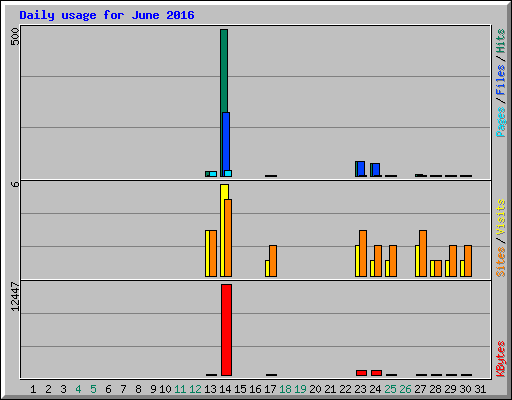 Daily usage for June 2016
500
Pages/Files/Hits
6
Sites/Visits
12447
KBytes
1 2 3 4 5 6 7 8 9 10 11 12 13 14 15 16 17 18 19 20 21 22 23 24 25 26 27 28 29 30 31